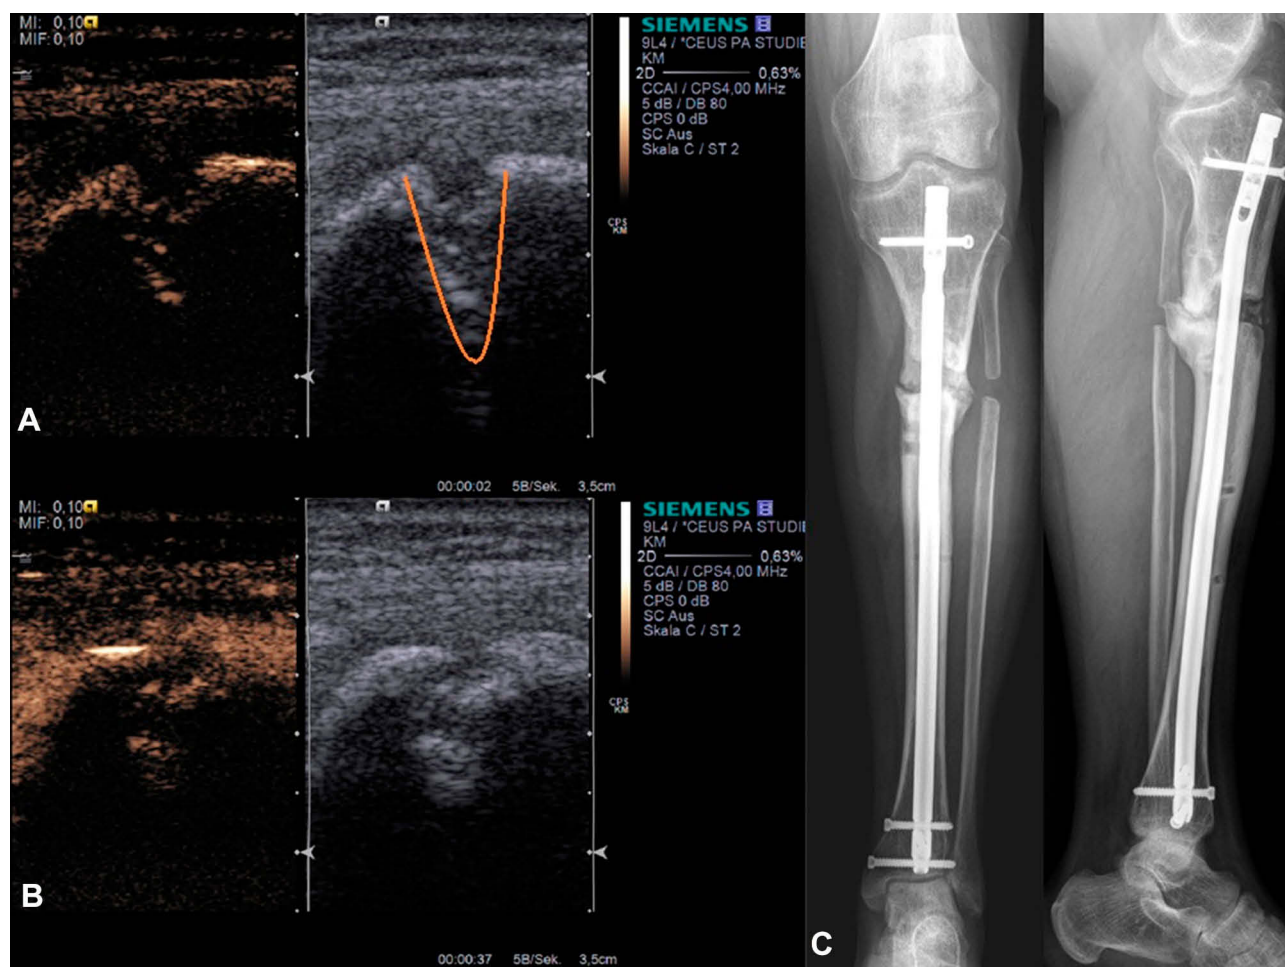 MI: 0,10
MIF: 0,10
SIEMENS
9L4 / *CEUS PA STUDIE
KM
2D 0,63%
CCAI / CPS4,00 MHz
5 dB / DB 80
CPS 0 dB
SC Aus
Skala C / ST 2
CPS
KM
A
00:00:02 5B/Sek. 3,5cm
MI: 0,10
MIF: 0,10
SIEMENS
9L4 / *CEUS PA STUDIE
KM
2D 0,63%
CCAI / CPS4,00 MHz
5 dB / DB 80
CPS 0 dB
SC Aus
Skala C / ST 2
CPS
KM
B
00:00:37 5B/Sek. 3,5cm
C